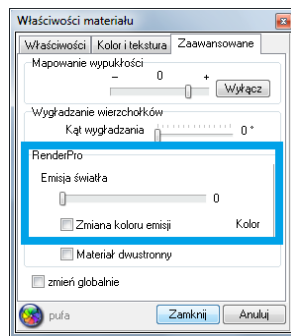 Właściwości materiału
Właściwości Kolor i tekstura Zaawansowane
Mapowanie wypukłości
- 0 +
Wyłącz
Wygładzanie wierzchołków
Kąt wygładzania 0 °
RenderPro
Emisja światła
0
Zmiana koloru emisji Kolor
Materiał dwustronny
zmień globalnie
pufa Zamknij Anuluj